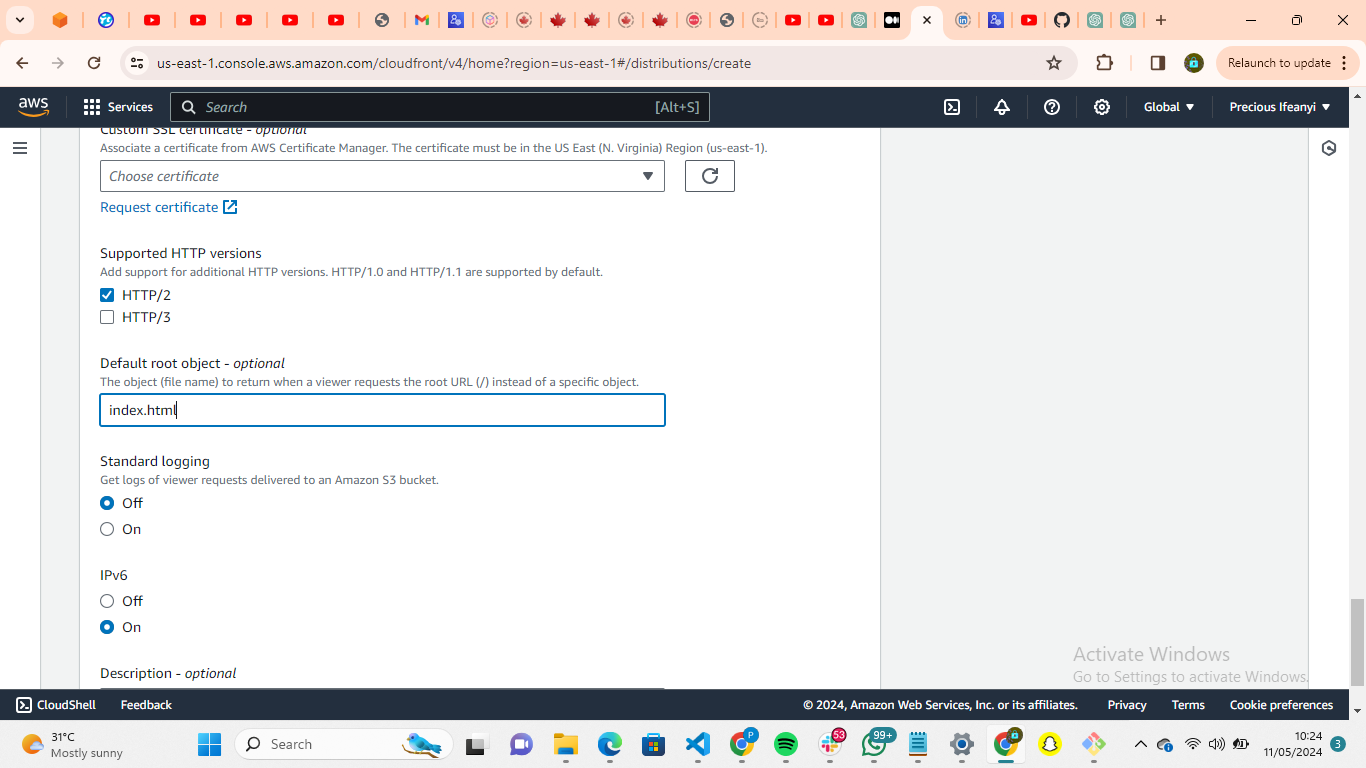 us-east-1.console.aws.amazon.com/cloudfront/v4/home?region=us-east-1#/distributions/create
Relaunch to update
aws
Services
Search
[Alt+S]
Global
Precious Ifeanyi
Custom SSL certificate - optional
Associate a certificate from AWS Certificate Manager. The certificate must be in the US East (N. Virginia) Region (us-east-1).
Choose certificate
Request certificate
Supported HTTP versions
Add support for additional HTTP versions. HTTP/1.0 and HTTP/1.1 are supported by default.
HTTP/2
HTTP/3
Default root object - optional
The object (file name) to return when a viewer requests the root URL (/) instead of a specific object.
index.html
Standard logging
Get logs of viewer requests delivered to an Amazon S3 bucket.
Off
On
IPv6
Off
On
Description - optional
Activate Windows
Go to Settings to activate Windows.
CloudShell
Feedback
© 2024, Amazon Web Services, Inc. or its affiliates.
Privacy
Terms
Cookie preferences
31°C
Mostly sunny
Search
P
53
99+
10:24
11/05/2024
3